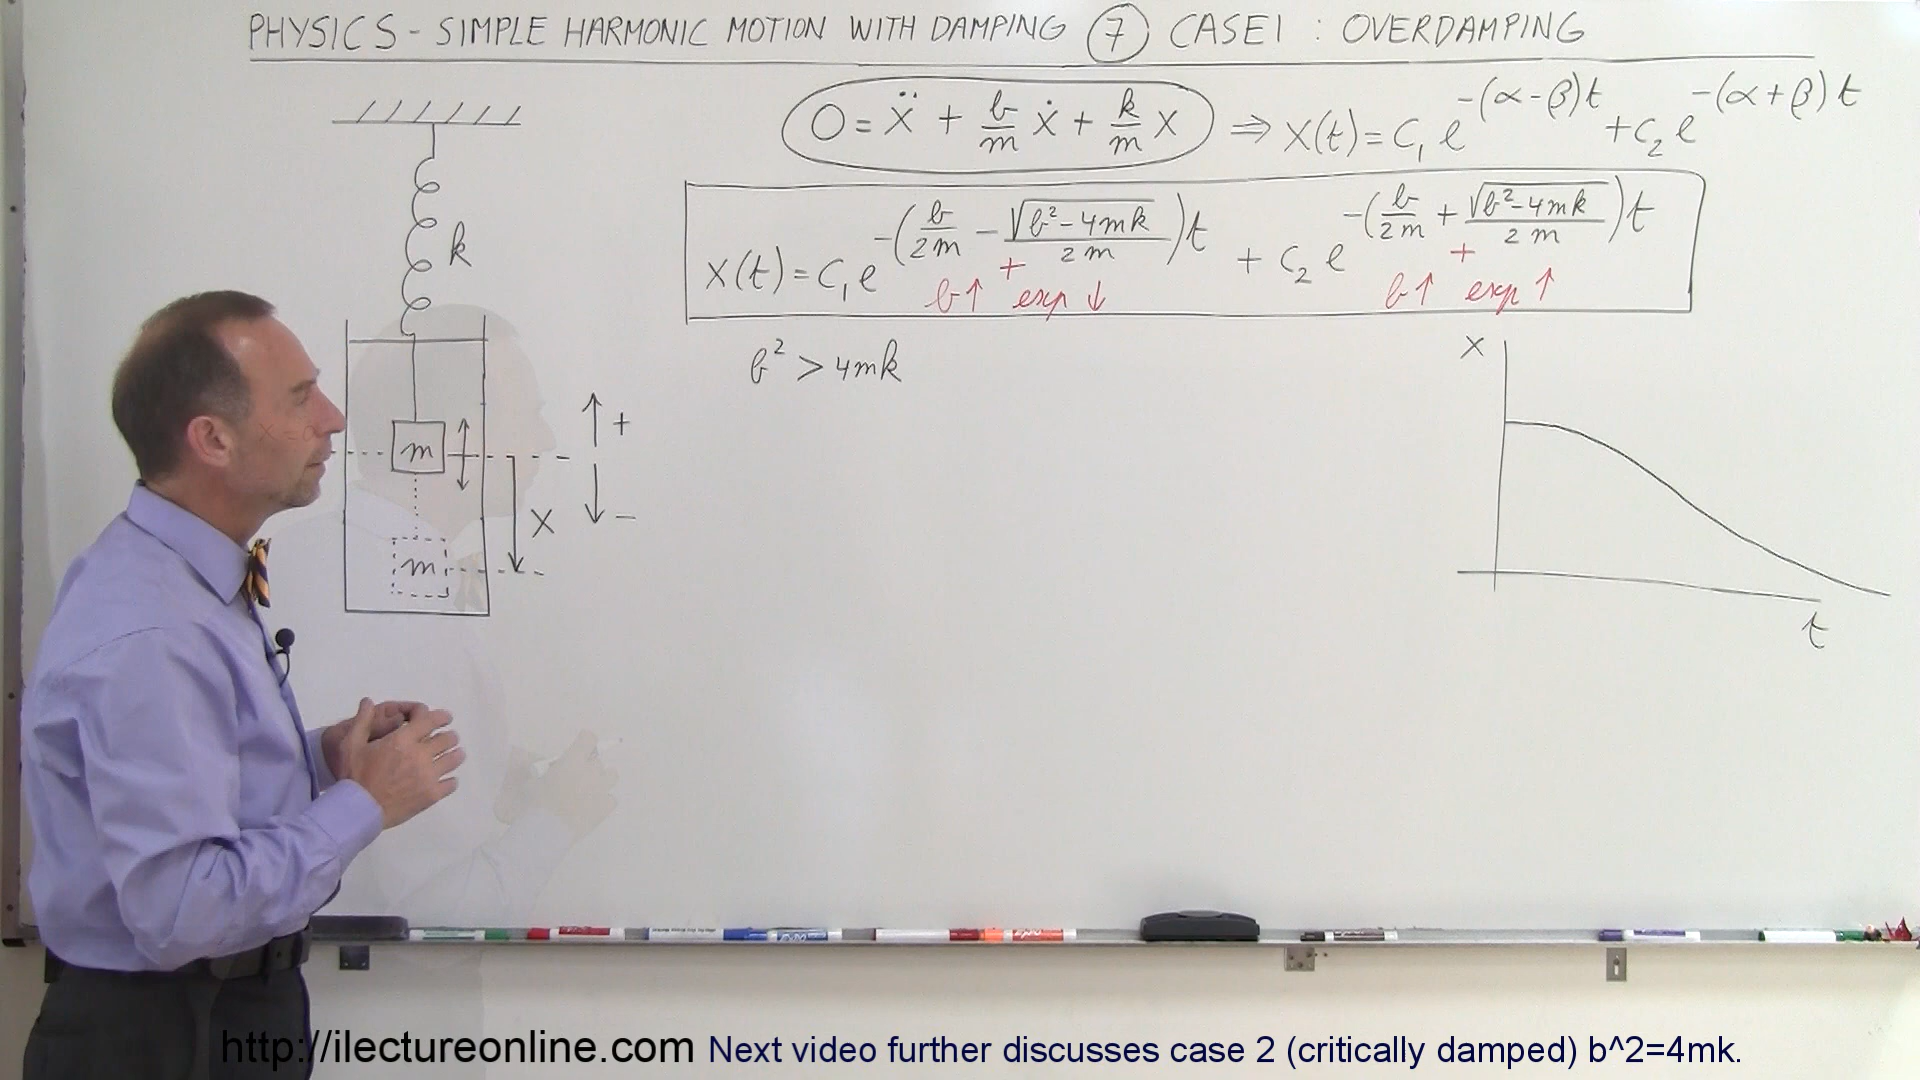 PHYSICS - SIMPLE HARMONIC MOTION WITH DAMPING 7 CASE 1 : OVERDAMPING
0 = ẍ + b/m ẋ + k/m x ⇒ x(t) = C₁ e^-(α-β)t + C₂ e^-(α+β)t
x(t) = C₁ e^-(b/2m - √(b²-4mk)/2m)t + C₂ e^-(b/2m + √(b²-4mk)/2m)t
+ +
b↑ exp ↓ b↑ exp ↑
b² > 4mk
k
m
m
x
↑ +
↓ -
x
t
http://ilectureonline.com Next video further discusses case 2 (critically damped) b^2=4mk.